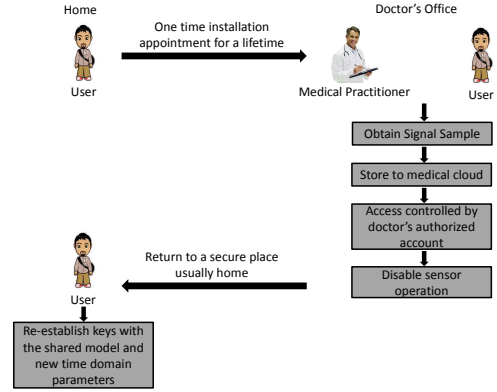 Home
Doctor's Office
One time installation
appointment for a lifetime
User
Medical Practitioner
User
Obtain Signal Sample
Store to medical cloud
Access controlled by
doctor's authorized
account
Disable sensor
operation
Return to a secure place
usually home
User
Re-establish keys with
the shared model and
new time domain
parameters